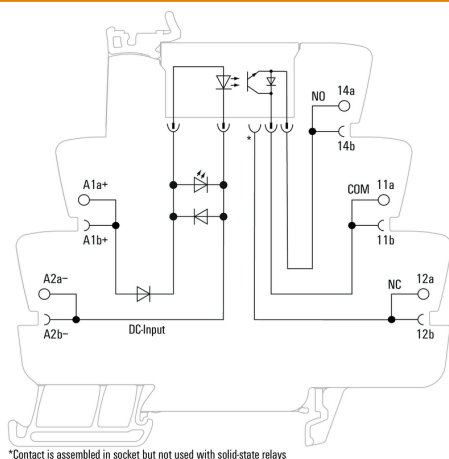 14a
NO
14b
*
A1a+
COM 11a
A1b+
11b
A2a–
NC 12a
DC-Input
A2b–
12b
*Contact is assembled in socket but not used with solid-state relays